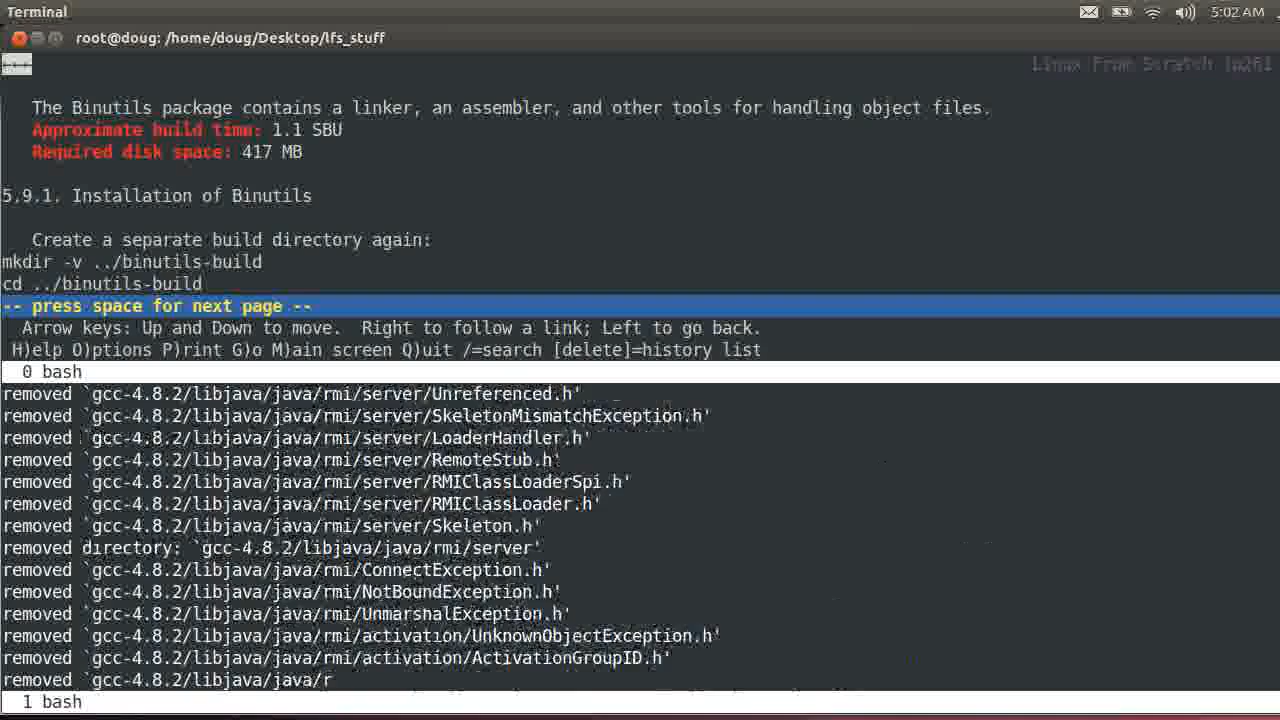 Terminal
5:02 AM
root@doug: /home/doug/Desktop/lfs_stuff
Linux From Scratch
The Binutils package contains a linker, an assembler, and other tools for handling object files.
Approximate build time: 1.1 SBU
Required disk space: 417 MB
5.9.1. Installation of Binutils
Create a separate build directory again:
mkdir -v ../binutils-build
cd ../binutils-build
-- press space for next page --
Arrow keys: Up and Down to move.  Right to follow a link; Left to go back.
H)elp O)ptions P)rint G)o M)ain screen Q)uit /=search [delete]=history list
0 bash
removed `gcc-4.8.2/libjava/java/rmi/server/Unreferenced.h'
removed `gcc-4.8.2/libjava/java/rmi/server/SkeletonMismatchException.h'
removed `gcc-4.8.2/libjava/java/rmi/server/LoaderHandler.h'
removed `gcc-4.8.2/libjava/java/rmi/server/RemoteStub.h'
removed `gcc-4.8.2/libjava/java/rmi/server/RMIClassLoaderSpi.h'
removed `gcc-4.8.2/libjava/java/rmi/server/RMIClassLoader.h'
removed `gcc-4.8.2/libjava/java/rmi/server/Skeleton.h'
removed directory: `gcc-4.8.2/libjava/java/rmi/server'
removed `gcc-4.8.2/libjava/java/rmi/ConnectException.h'
removed `gcc-4.8.2/libjava/java/rmi/NotBoundException.h'
removed `gcc-4.8.2/libjava/java/rmi/UnmarshalException.h'
removed `gcc-4.8.2/libjava/java/rmi/activation/UnknownObjectException.h'
removed `gcc-4.8.2/libjava/java/rmi/activation/ActivationGroupID.h'
removed `gcc-4.8.2/libjava/java/r
1 bash